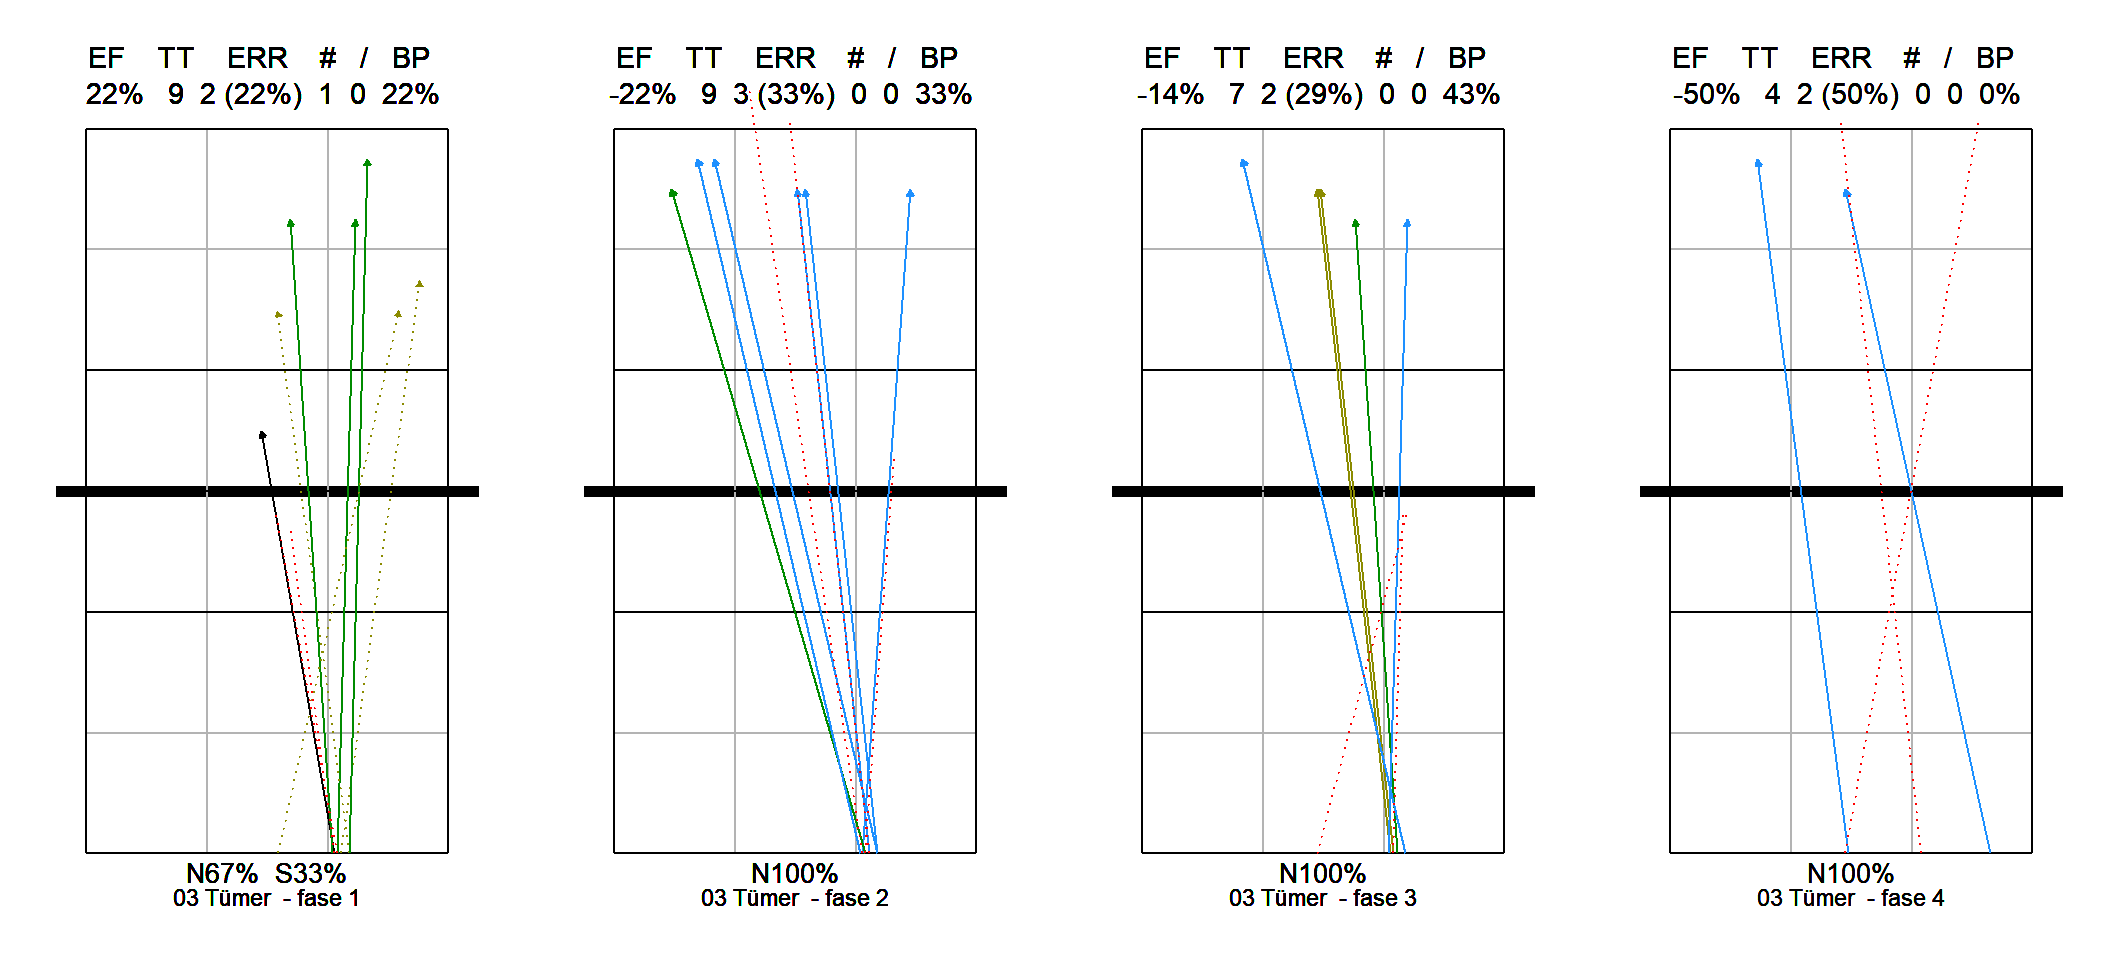 EF TT ERR # / BP
22% 9 2 (22%) 1 0 22%
N67% S33%
03 Tümer - fase 1
EF TT ERR # / BP
-22% 9 3 (33%) 0 0 33%
N100%
03 Tümer - fase 2
EF TT ERR # / BP
-14% 7 2 (29%) 0 0 43%
N100%
03 Tümer - fase 3
EF TT ERR # / BP
-50% 4 2 (50%) 0 0 0%
N100%
03 Tümer - fase 4